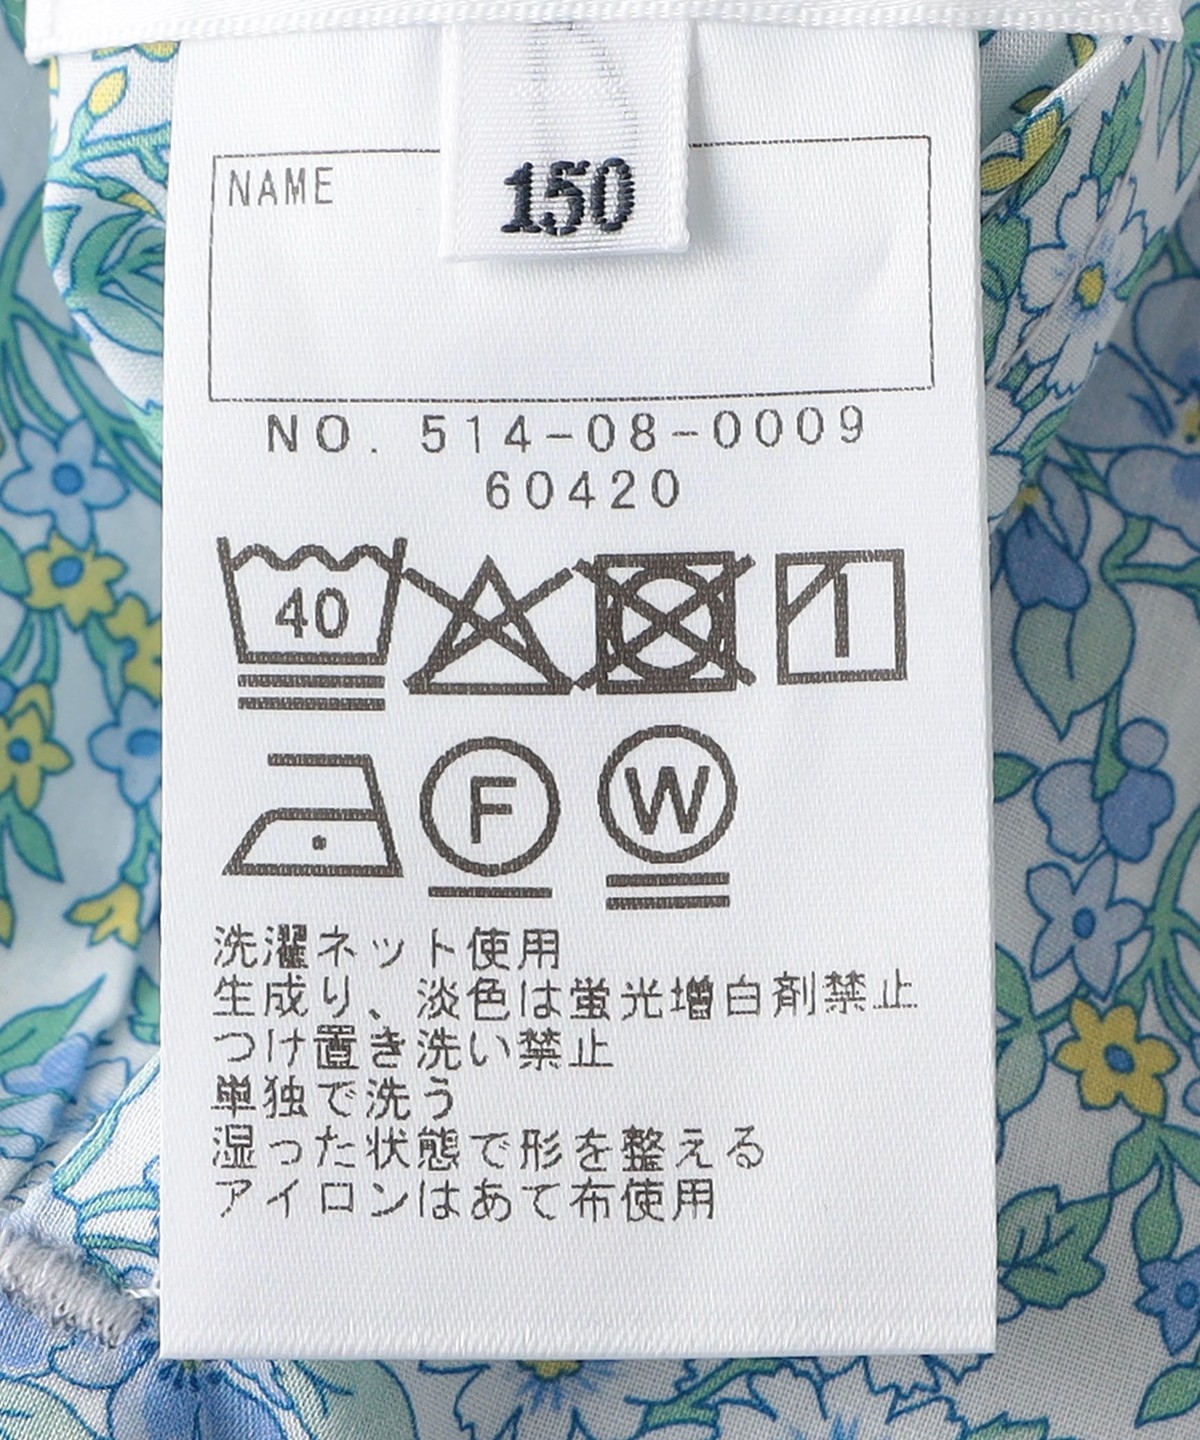 150
NAME
NO. 514-08-0009
60420
40
F
W
洗濯ネット使用
生成り、淡色は蛍光増白剤禁止
つけ置き洗い禁止
単独で洗う
湿った状態で形を整える
アイロンはあて布使用